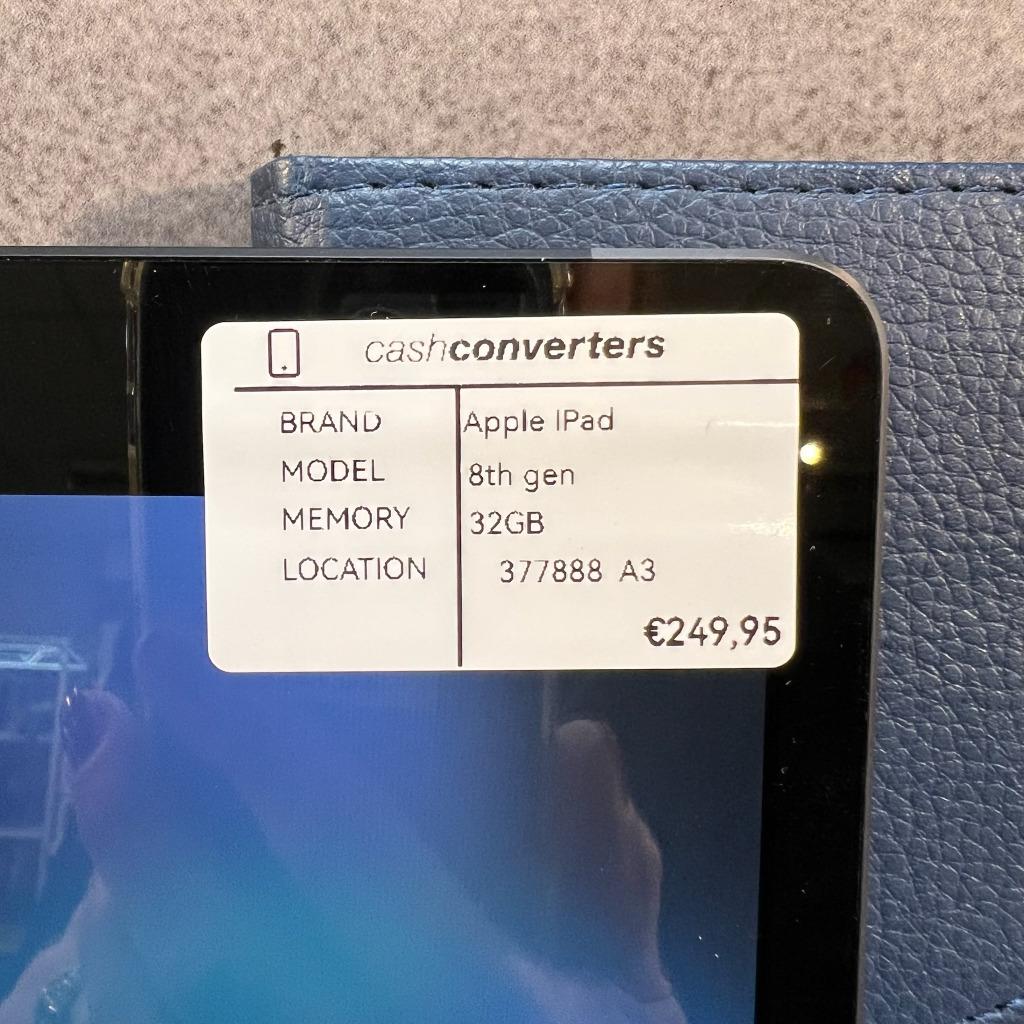 cashconverters
BRAND Apple IPad
MODEL 8th gen
MEMORY 32GB
LOCATION 377888 A3
€249,95